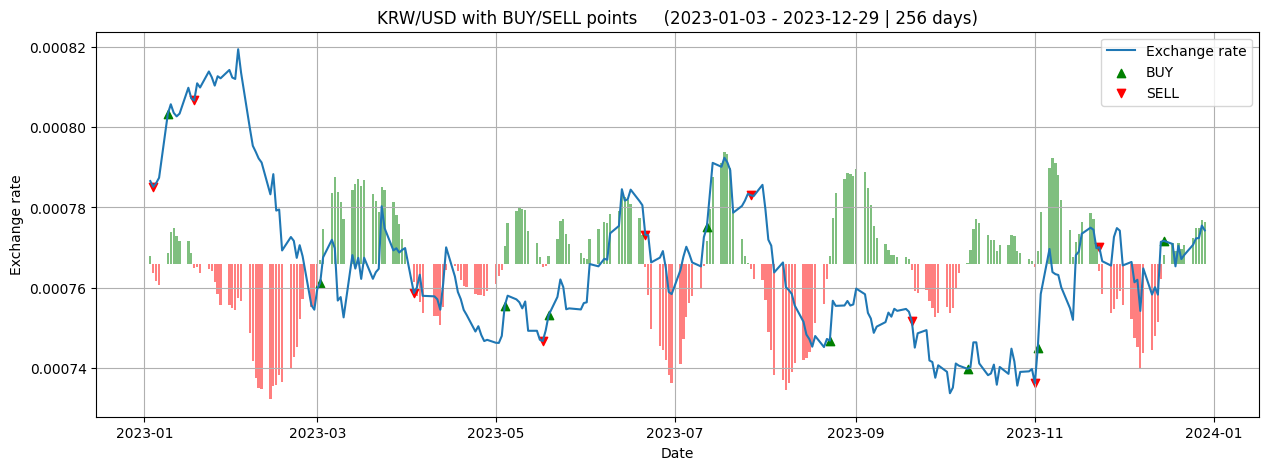 KRW/USD with BUY/SELL points     (2023-01-03 - 2023-12-29 | 256 days)
Exchange rate
BUY
SELL
0.00082
0.00080
0.00078
0.00076
0.00074
Exchange rate
2023-01
2023-03
2023-05
2023-07
2023-09
2023-11
2024-01
Date